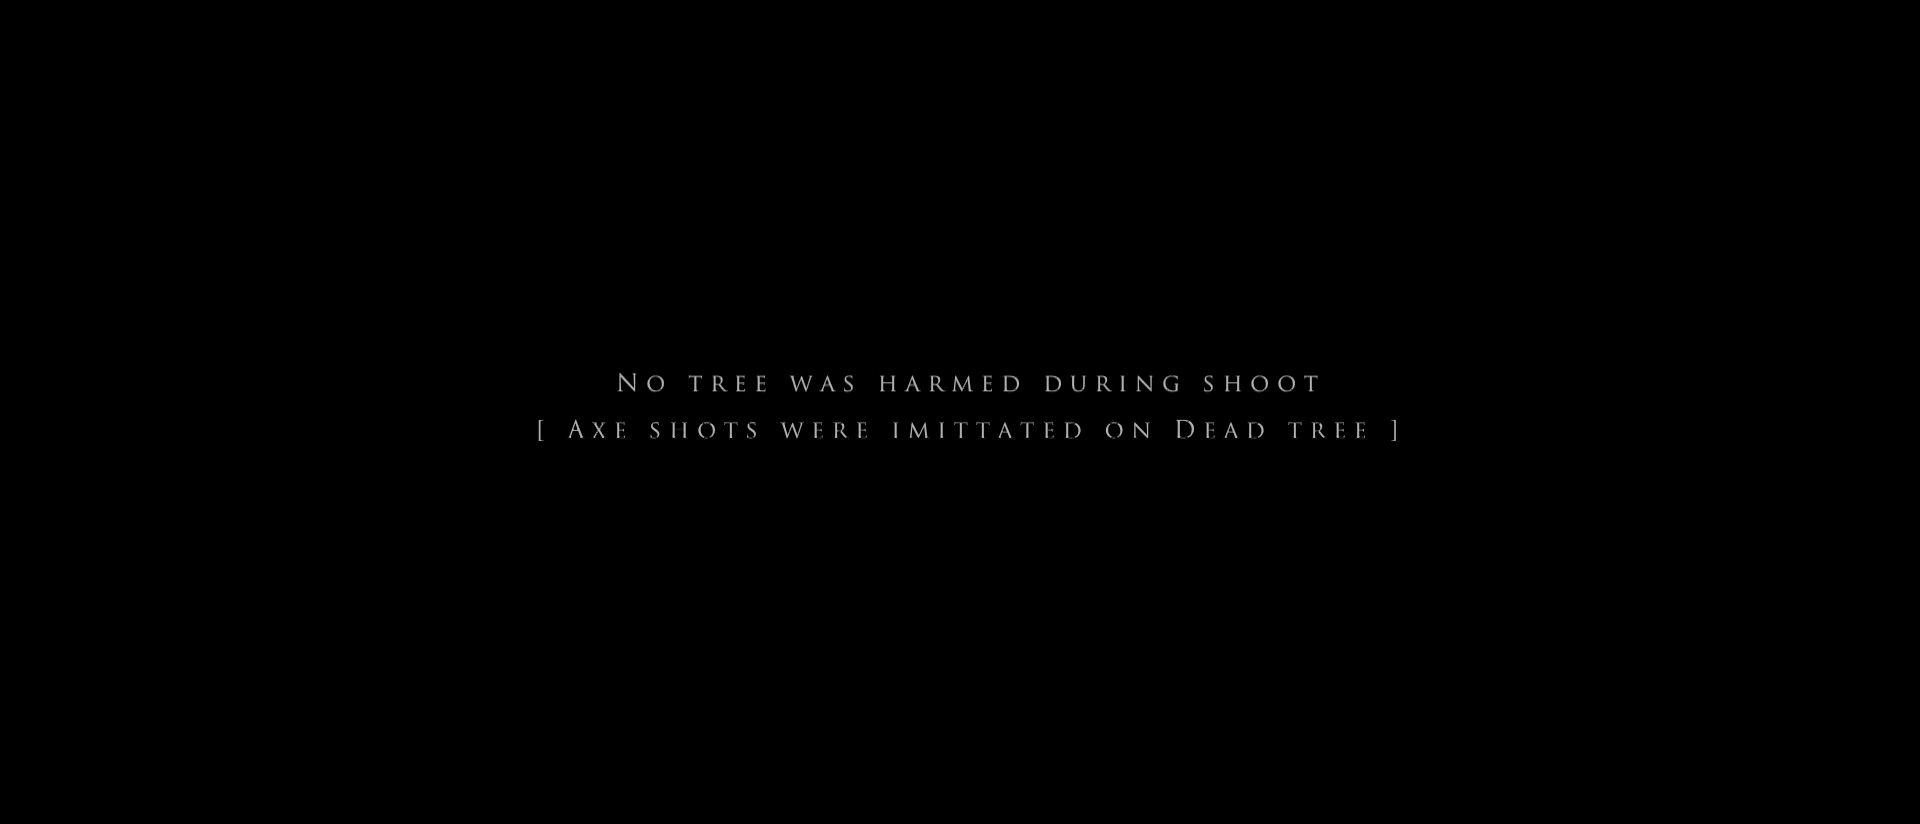 No tree was harmed during shoot
[ Axe shots were imittated on Dead tree ]